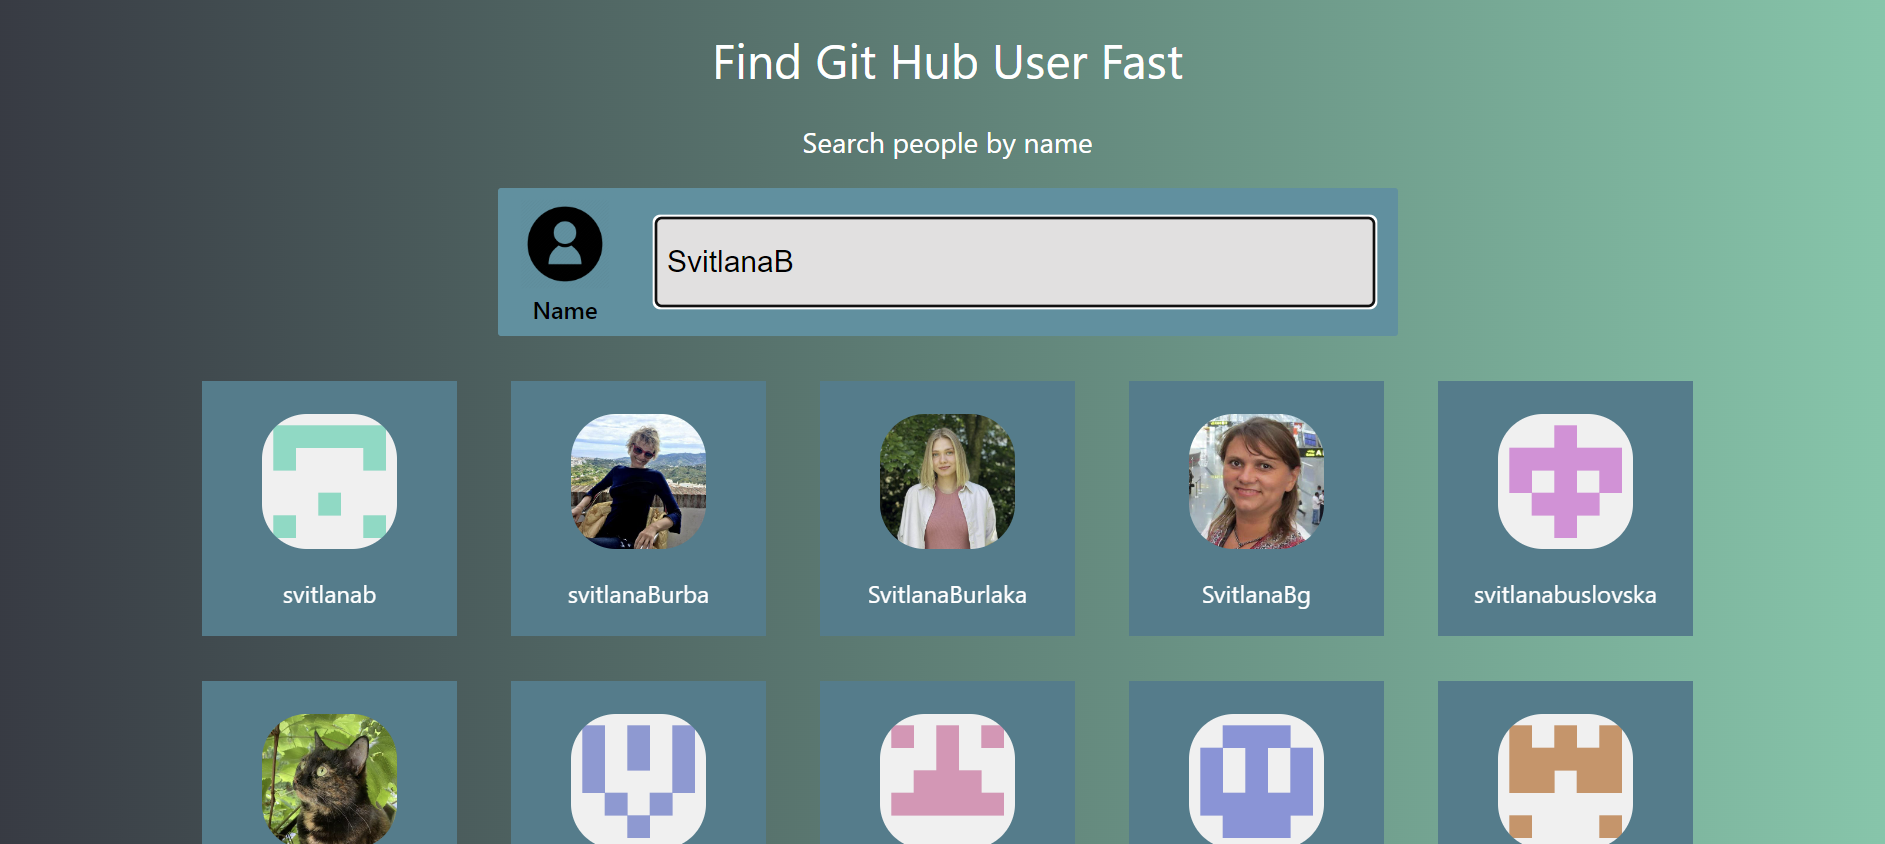 Find Git Hub User Fast
Search people by name
SvitlanaB
Name
svitlanab
svitlanaBurba
SvitlanaBurlaka
SvitlanaBg
svitlanabuslovska